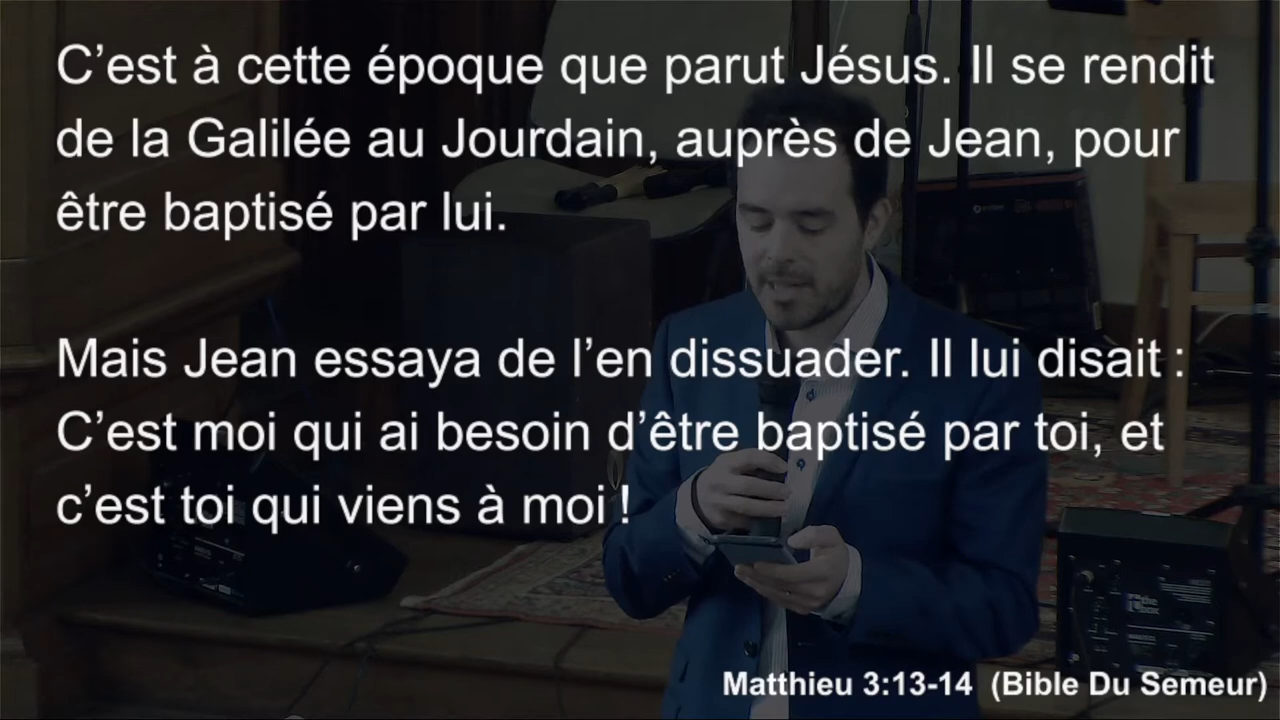 C’est à cette époque que parut Jésus. Il se rendit
de la Galilée au Jourdain, auprès de Jean, pour
être baptisé par lui.
Mais Jean essaya de l’en dissuader. Il lui disait :
C’est moi qui ai besoin d’être baptisé par toi, et
c’est toi qui viens à moi !
Matthieu 3:13-14 (Bible Du Semeur)